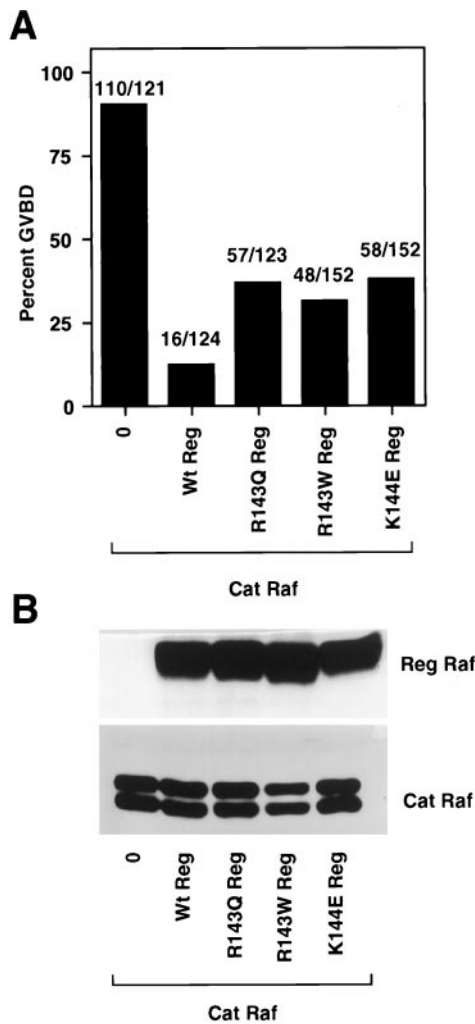 A
Percent GVBD
100
75
50
25
0
110/121
16/124
57/123
48/152
58/152
0
Wt Reg
R143Q Reg
R143W Reg
K144E Reg
Cat Raf
B
Reg Raf
Cat Raf
0
Wt Reg
R143Q Reg
R143W Reg
K144E Reg
Cat Raf